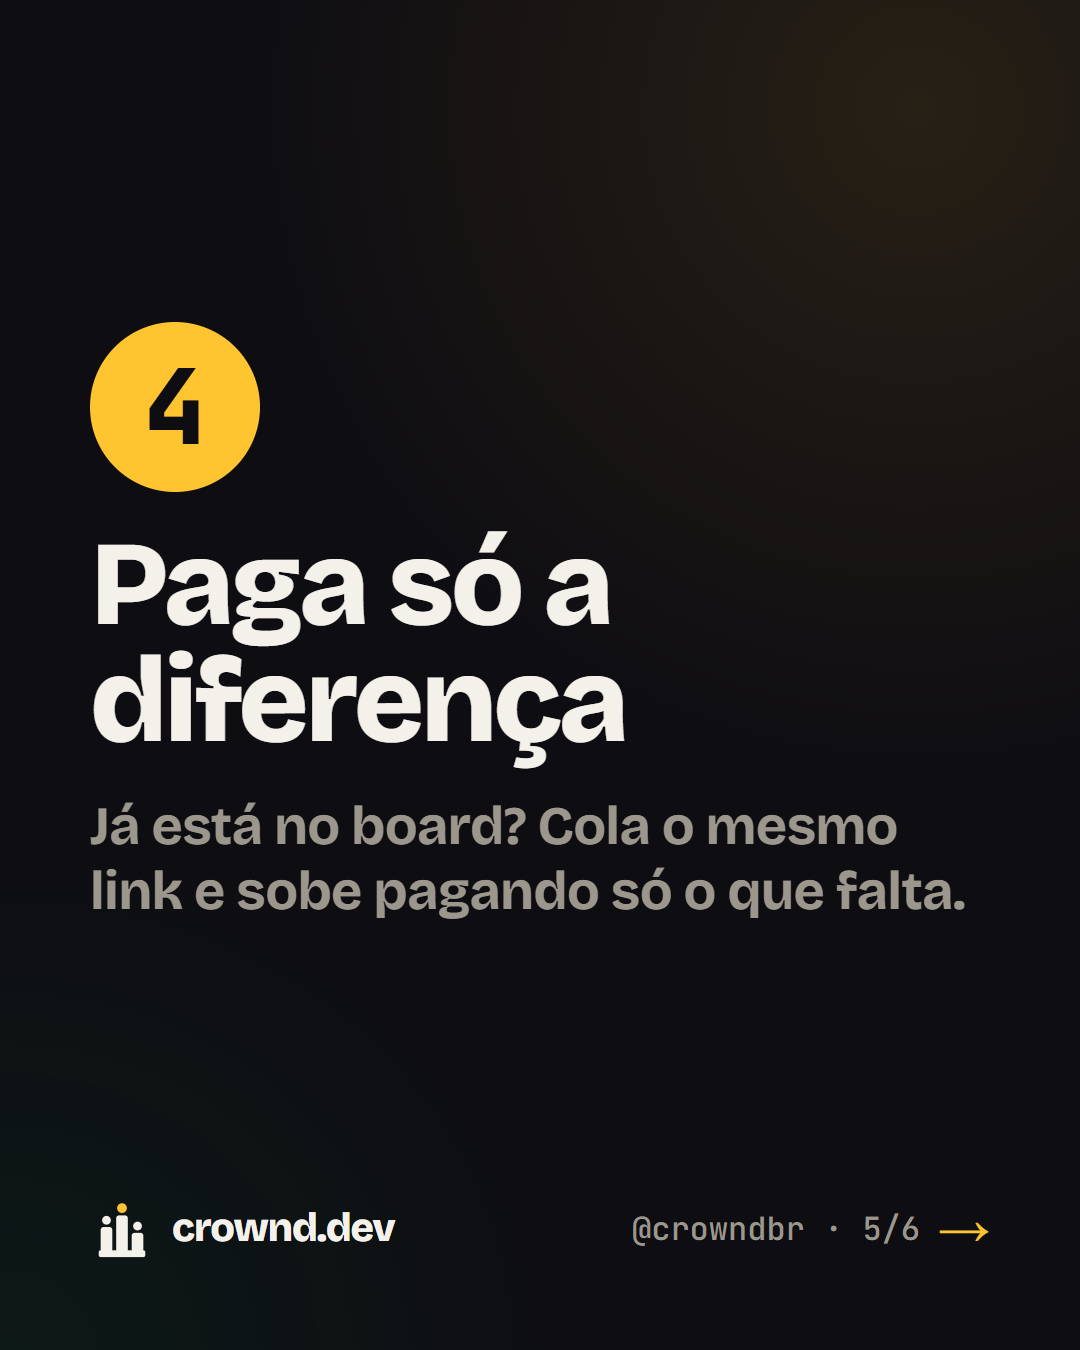 4
Paga só a
diferença
Já está no board? Cola o mesmo
link e sobe pagando só o que falta.
crownd.dev
@crowndbr · 5/6 →